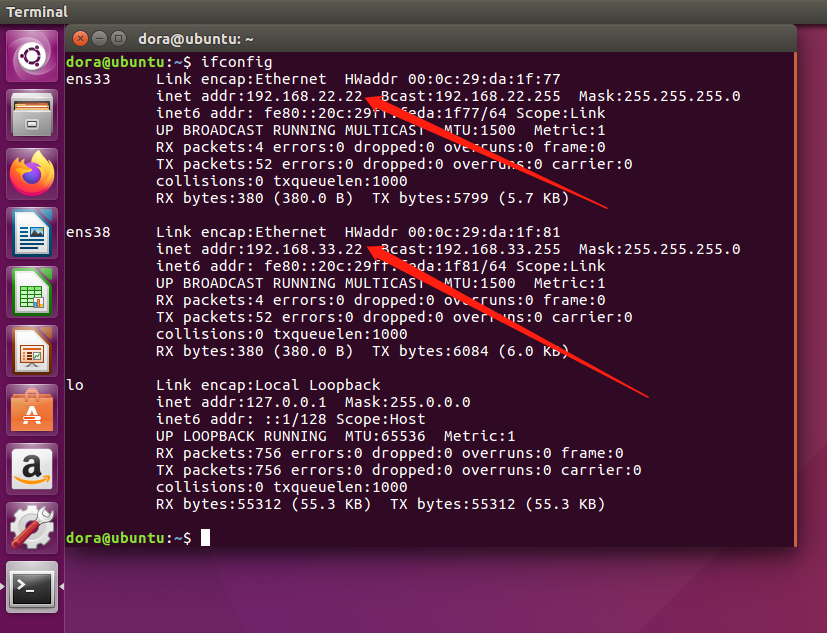 Terminal
dora@ubuntu: ~
dora@ubuntu:~$ ifconfig
ens33 Link encap:Ethernet HWaddr 00:0c:29:da:1f:77
inet addr:192.168.22.22 Bcast:192.168.22.255 Mask:255.255.255.0
inet6 addr: fe80::20c:29ff:feda:1f77/64 Scope:Link
UP BROADCAST RUNNING MULTICAST MTU:1500 Metric:1
RX packets:4 errors:0 dropped:0 overruns:0 frame:0
TX packets:52 errors:0 dropped:0 overruns:0 carrier:0
collisions:0 txqueuelen:1000
RX bytes:380 (380.0 B) TX bytes:5799 (5.7 KB)
ens38 Link encap:Ethernet HWaddr 00:0c:29:da:1f:81
inet addr:192.168.33.22 Bcast:192.168.33.255 Mask:255.255.255.0
inet6 addr: fe80::20c:29ff:feda:1f81/64 Scope:Link
UP BROADCAST RUNNING MULTICAST MTU:1500 Metric:1
RX packets:4 errors:0 dropped:0 overruns:0 frame:0
TX packets:52 errors:0 dropped:0 overruns:0 carrier:0
collisions:0 txqueuelen:1000
RX bytes:380 (380.0 B) TX bytes:6084 (6.0 KB)
lo Link encap:Local Loopback
inet addr:127.0.0.1 Mask:255.0.0.0
inet6 addr: ::1/128 Scope:Host
UP LOOPBACK RUNNING MTU:65536 Metric:1
RX packets:756 errors:0 dropped:0 overruns:0 frame:0
TX packets:756 errors:0 dropped:0 overruns:0 carrier:0
collisions:0 txqueuelen:1000
RX bytes:55312 (55.3 KB) TX bytes:55312 (55.3 KB)
dora@ubuntu:~$